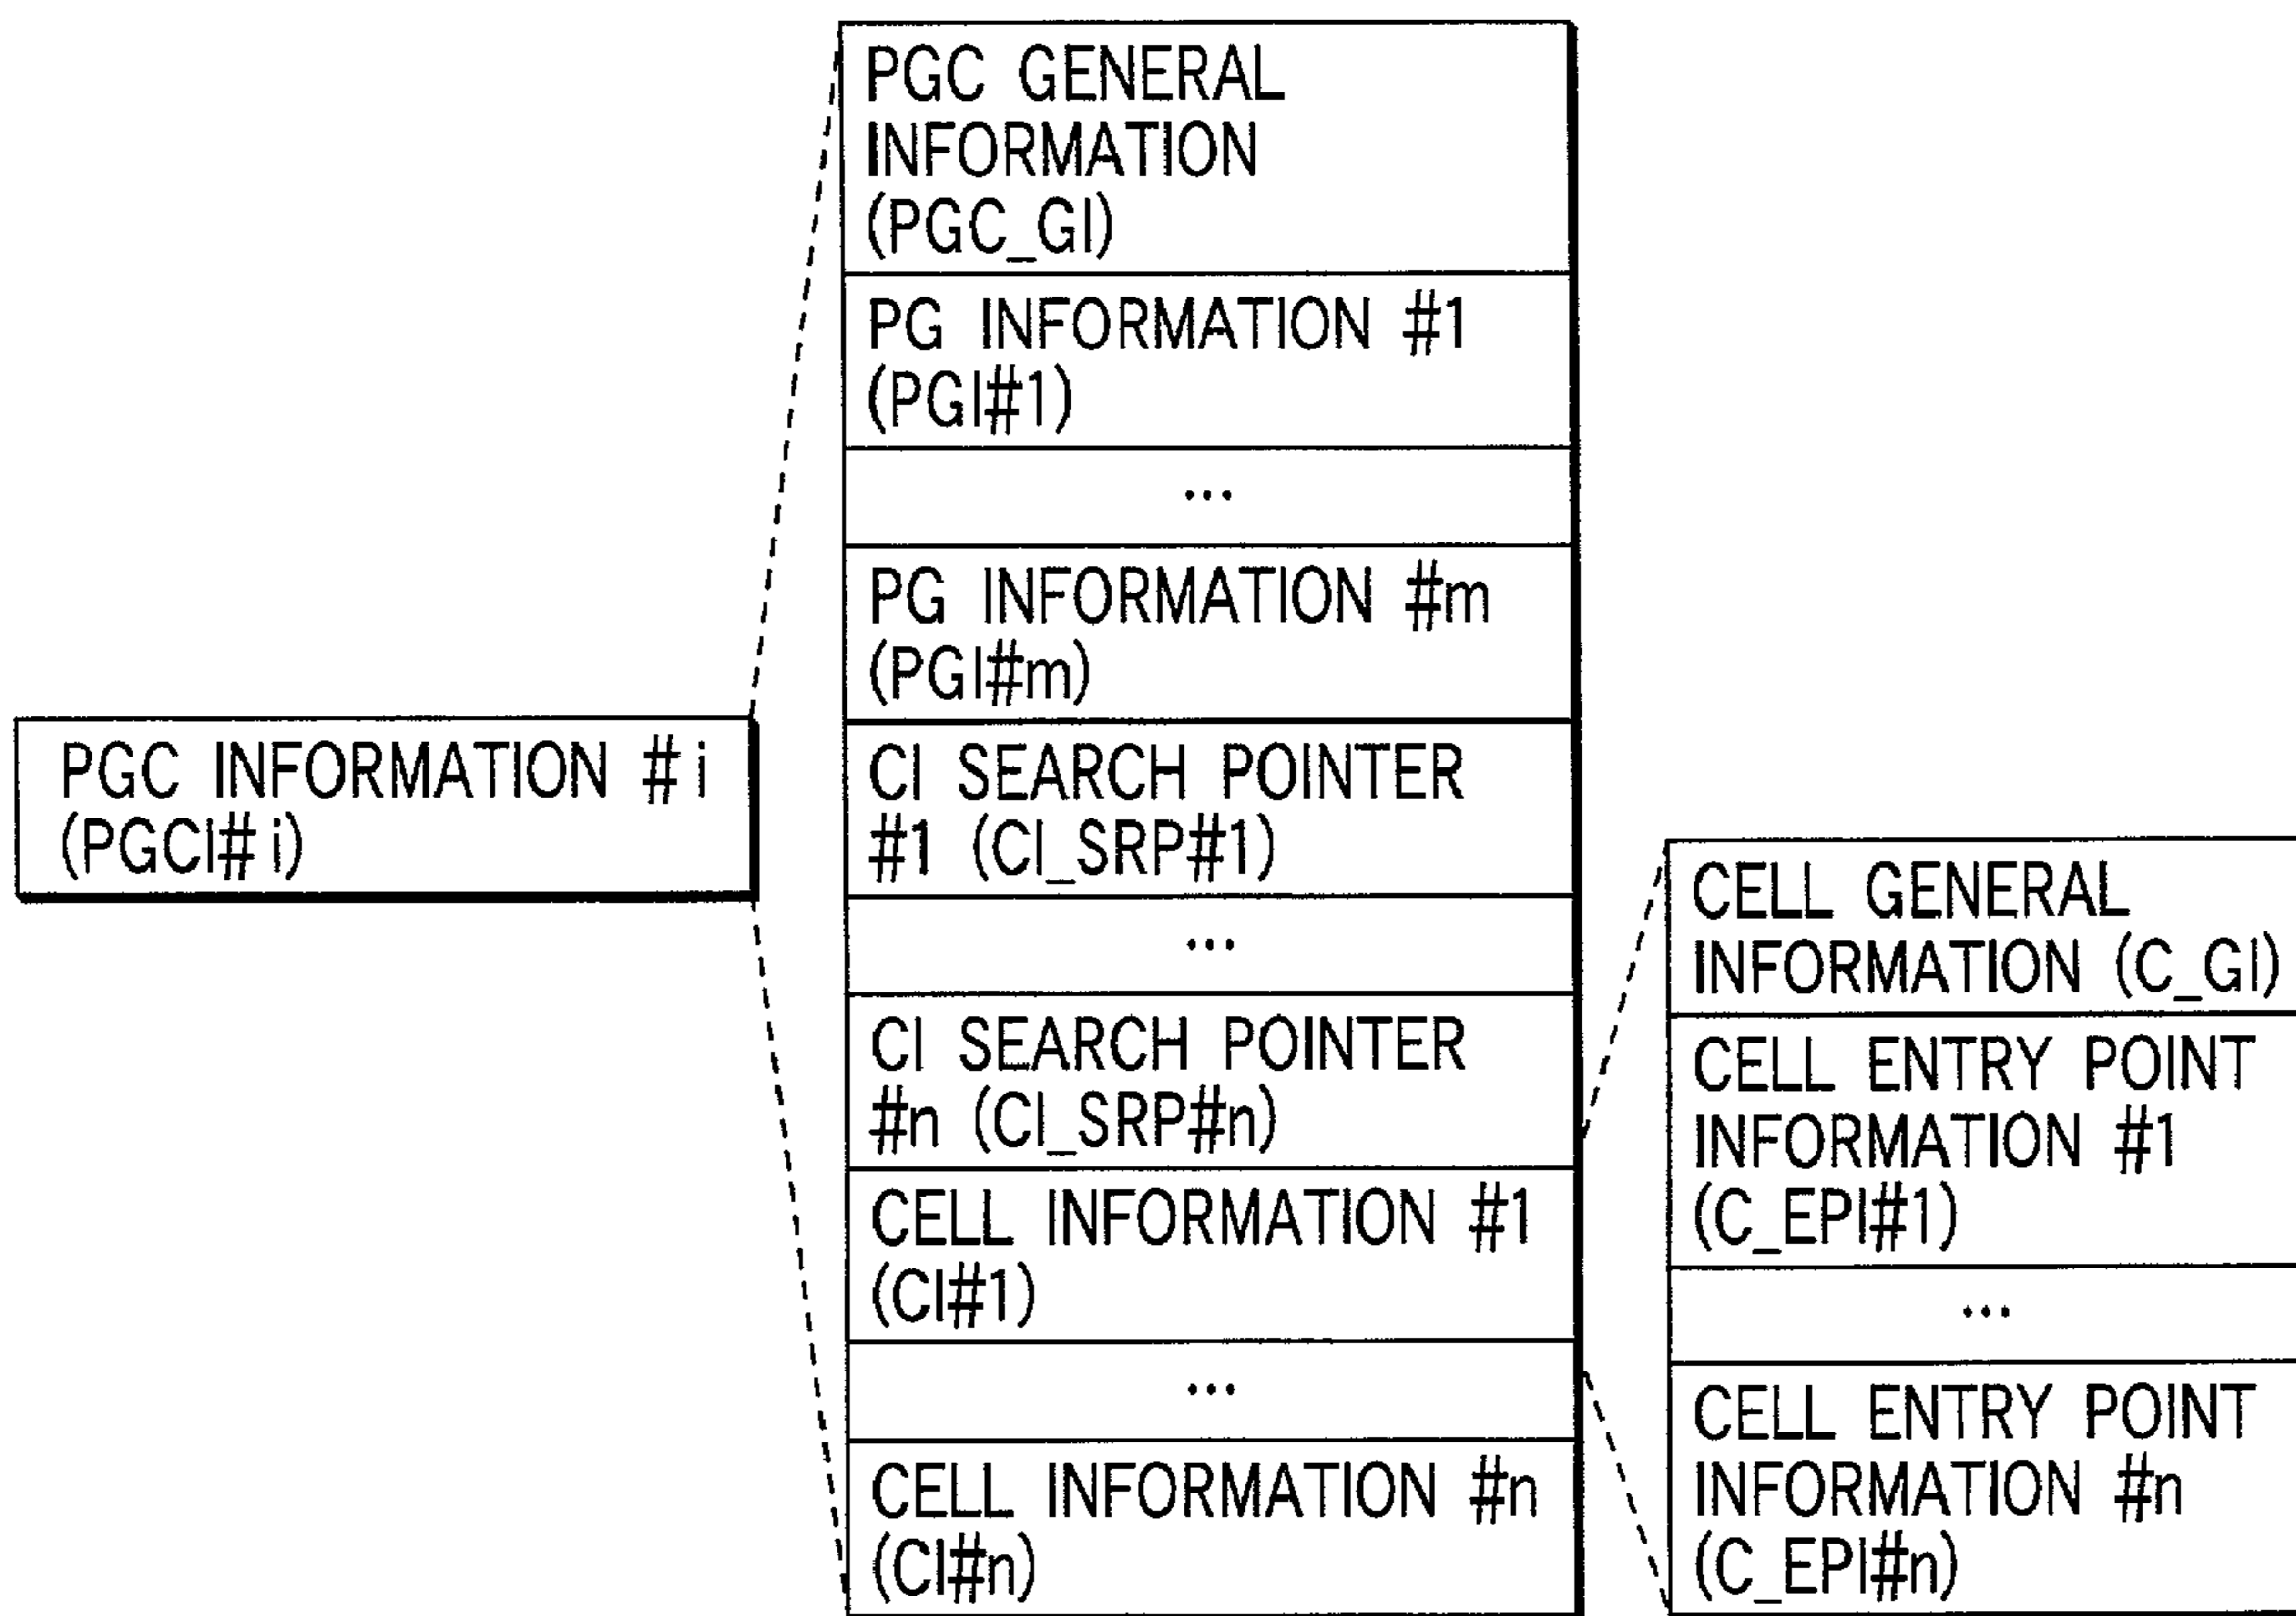 PGC INFORMATION #i
(PGCI#i)
PGC GENERAL
INFORMATION
(PGC_GI)
PG INFORMATION #1
(PGI#1)
...
PG INFORMATION #m
(PGI#m)
CI SEARCH POINTER
#1 (CI_SRP#1)
...
CI SEARCH POINTER
#n (CI_SRP#n)
CELL INFORMATION #1
(CI#1)
...
CELL INFORMATION #n
(CI#n)
CELL GENERAL
INFORMATION (C_GI)
CELL ENTRY POINT
INFORMATION #1
(C_EPI#1)
...
CELL ENTRY POINT
INFORMATION #n
(C_EPI#n)